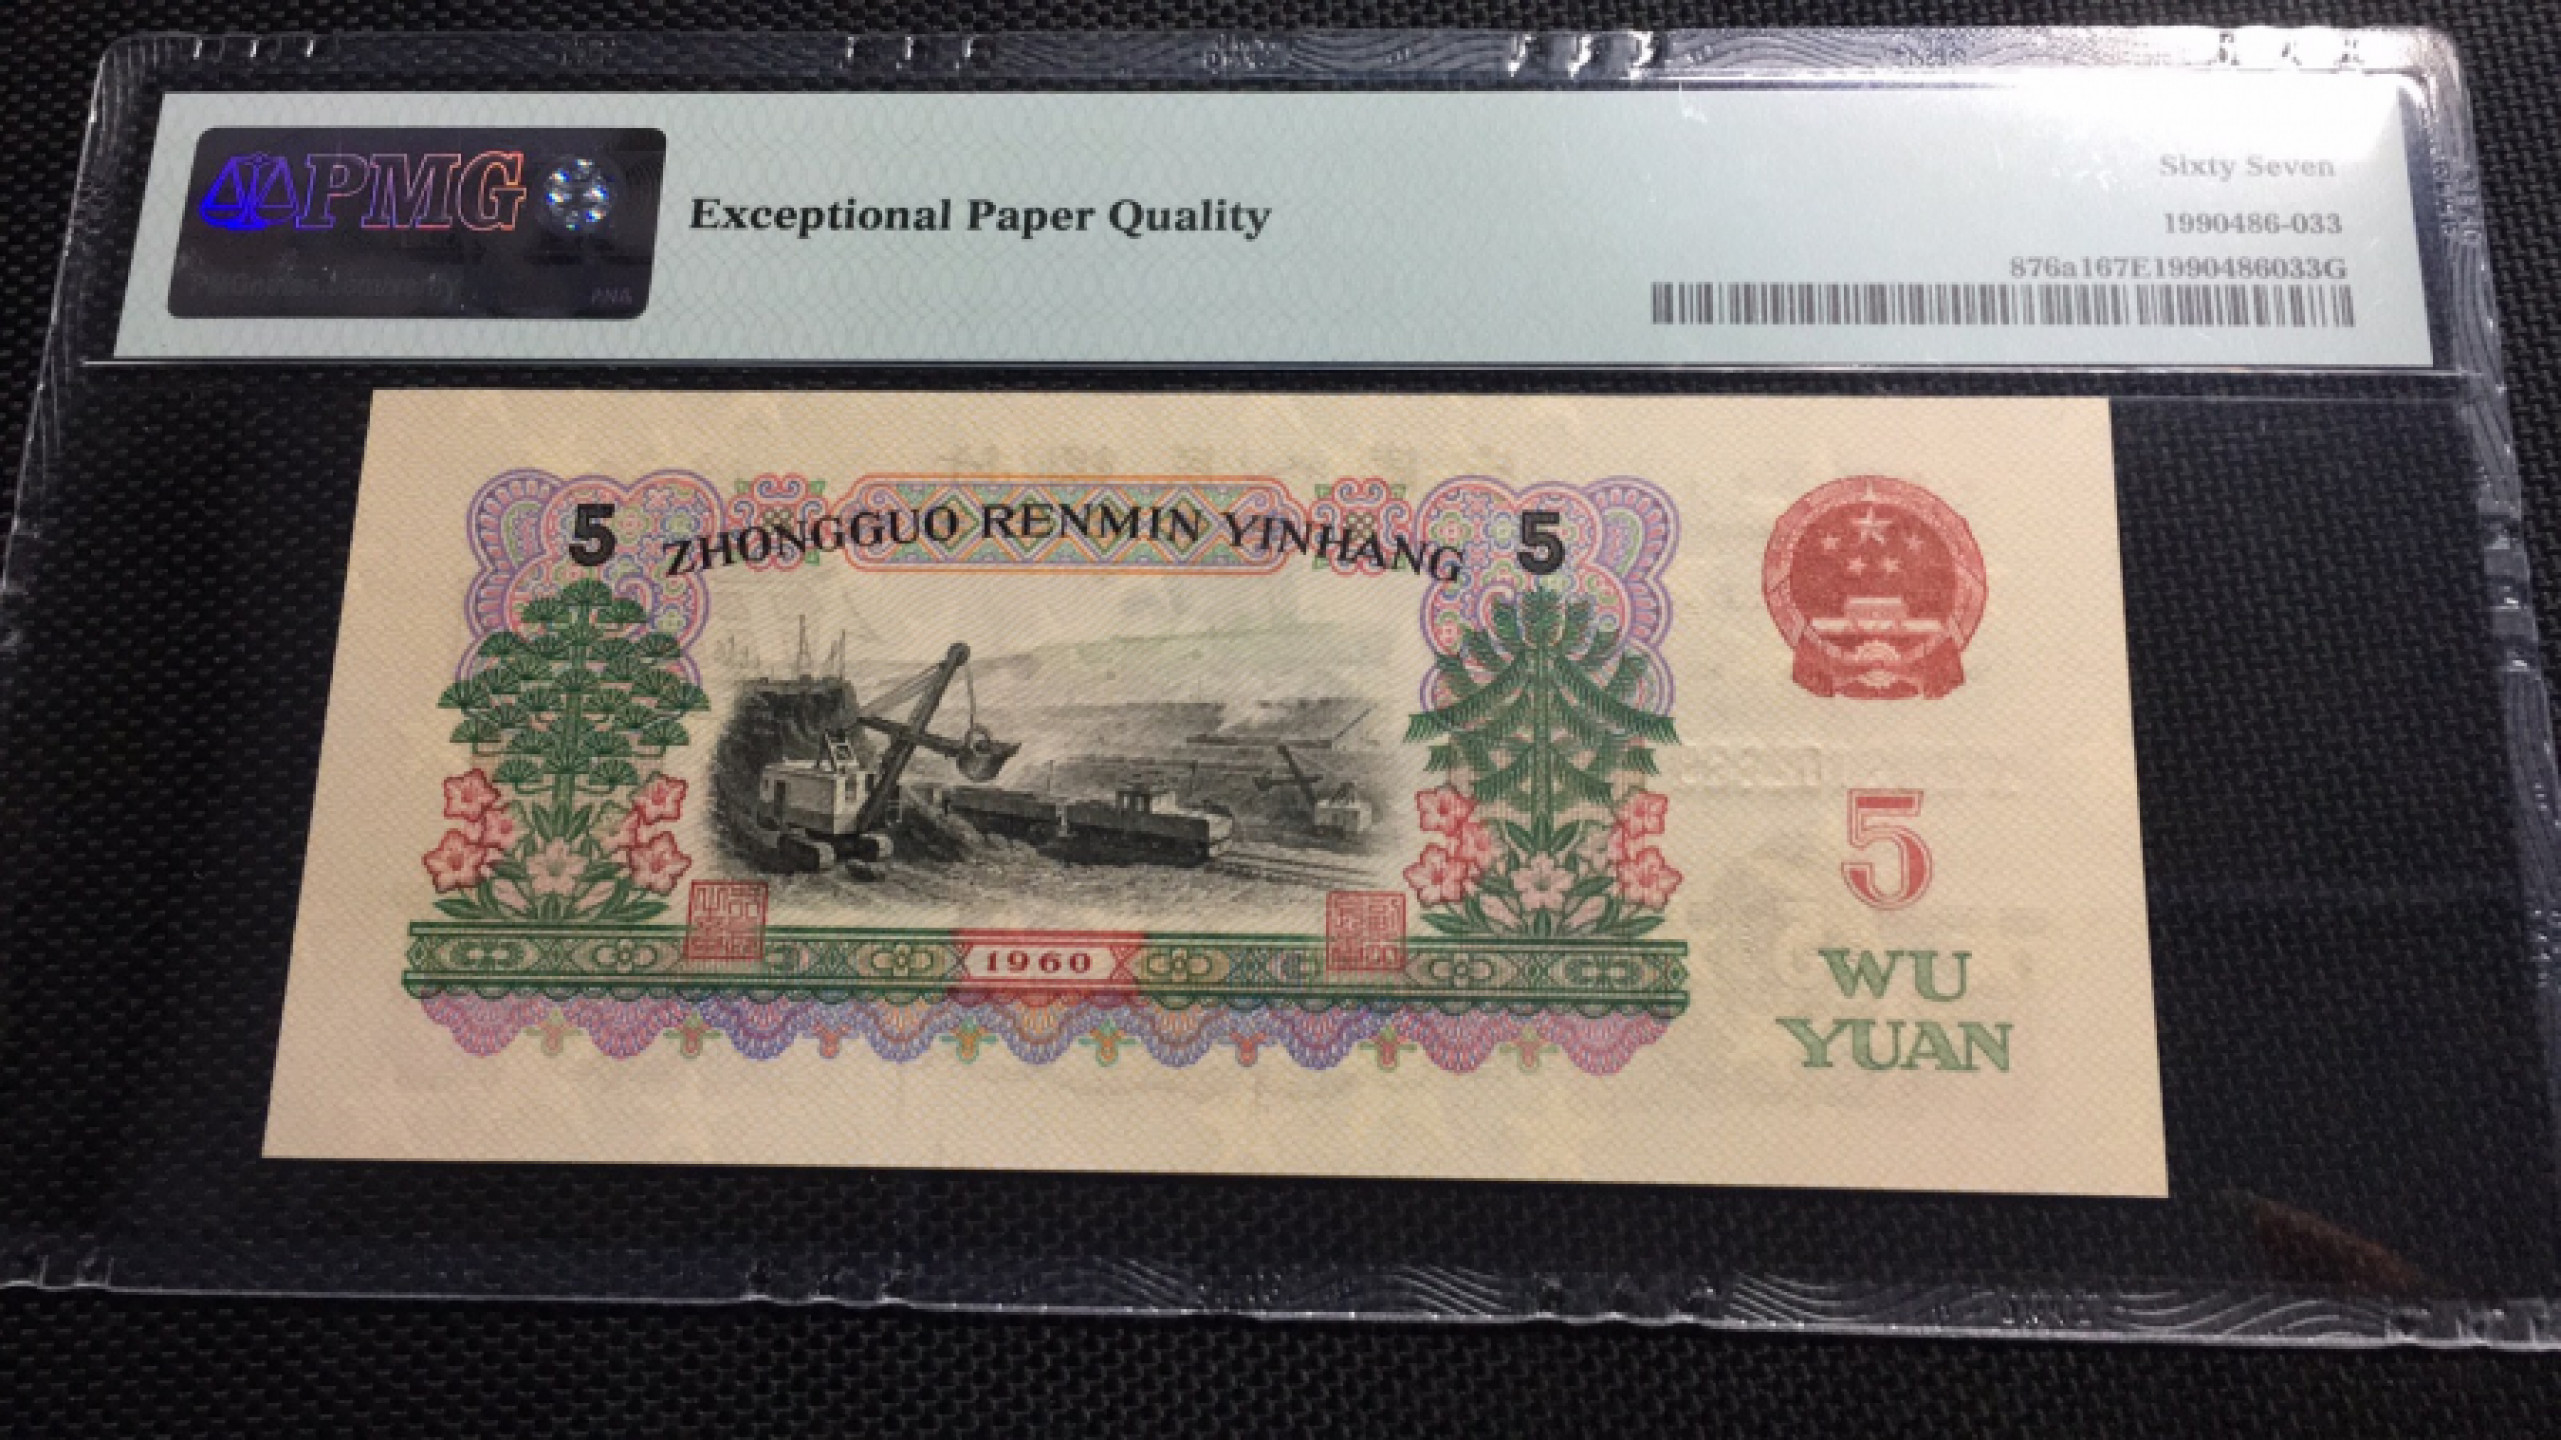 PMG
Exceptional Paper Quality
Sixty Seven
1990486-033
876a167E1990486033G
5 ZHONGGUO RENMIN YINHANG 5
5
1960
WU
YUAN